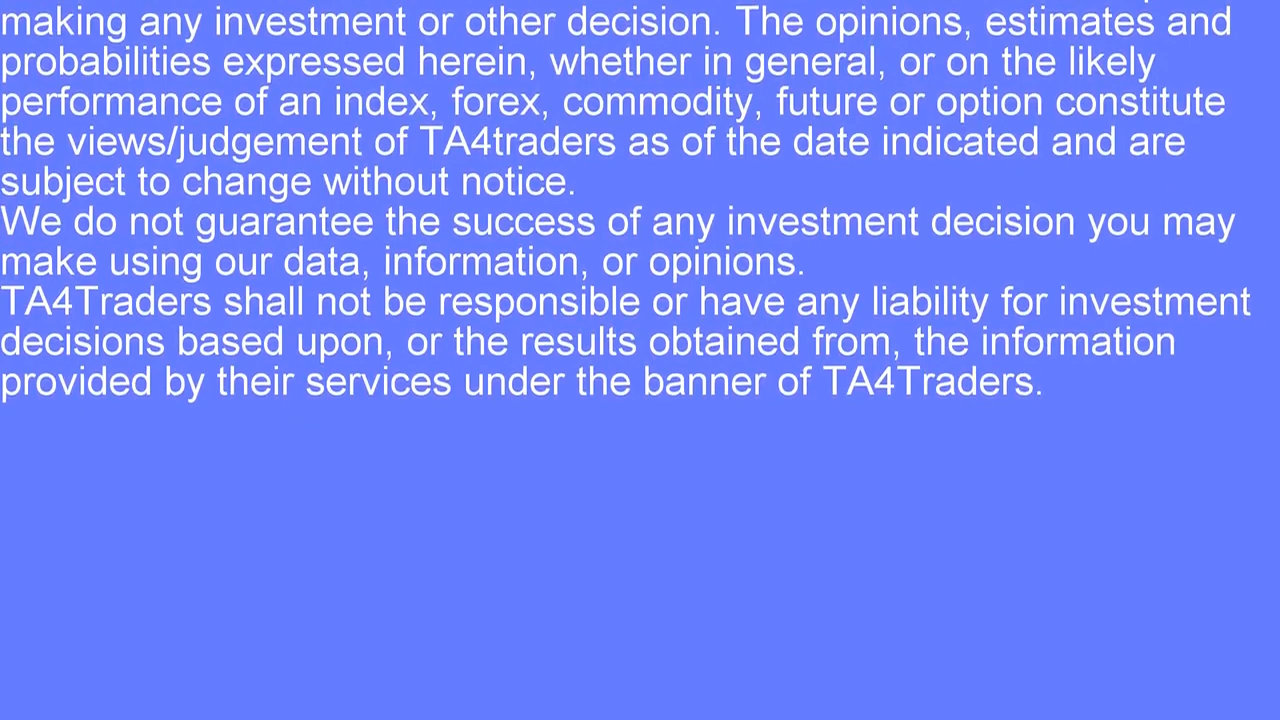 making any investment or other decision. The opinions, estimates and
probabilities expressed herein, whether in general, or on the likely
performance of an index, forex, commodity, future or option constitute
the views/judgement of TA4traders as of the date indicated and are
subject to change without notice.
We do not guarantee the success of any investment decision you may
make using our data, information, or opinions.
TA4Traders shall not be responsible or have any liability for investment
decisions based upon, or the results obtained from, the information
provided by their services under the banner of TA4Traders.